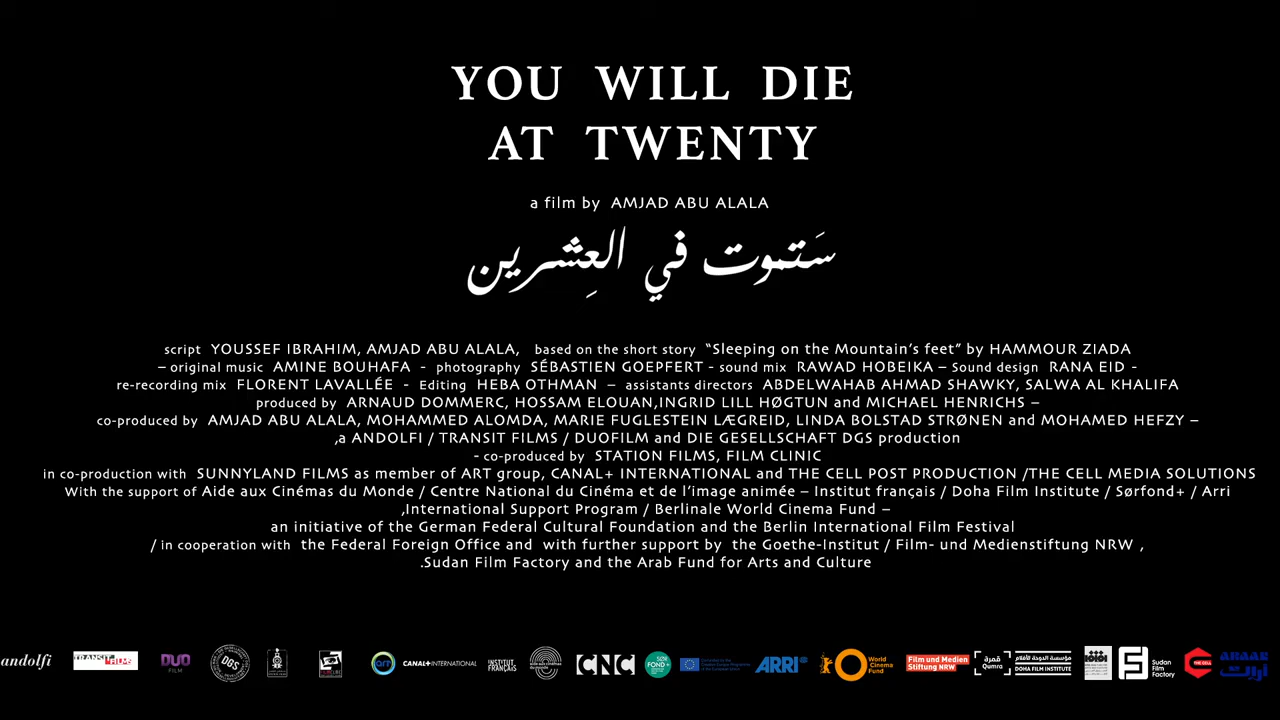 YOU WILL DIE
AT TWENTY
a film by AMJAD ABU ALALA
سَتموت في العِشرين
script YOUSSEF IBRAHIM, AMJAD ABU ALALA, based on the short story “Sleeping on the Mountain’s feet” by HAMMOUR ZIADA
– original music AMINE BOUHAFA - photography SÉBASTIEN GOEPFERT - sound mix RAWAD HOBEIKA – Sound design RANA EID -
re-recording mix FLORENT LAVALLÉE - Editing HEBA OTHMAN – assistants directors ABDELWAHAB AHMAD SHAWKY, SALWA AL KHALIFA
produced by ARNAUD DOMMERC, HOSSAM ELOUAN,INGRID LILL HØGTUN and MICHAEL HENRICHS –
co-produced by AMJAD ABU ALALA, MOHAMMED ALOMDA, MARIE FUGLESTEIN LÆGREID, LINDA BOLSTAD STRØNEN and MOHAMED HEFZY –
,a ANDOLFI / TRANSIT FILMS / DUOFILM and DIE GESELLSCHAFT DGS production
- co-produced by STATION FILMS, FILM CLINIC
in co-production with SUNNYLAND FILMS as member of ART group, CANAL+ INTERNATIONAL and THE CELL POST PRODUCTION /THE CELL MEDIA SOLUTIONS
With the support of Aide aux Cinémas du Monde / Centre National du Cinéma et de l’image animée – Institut français / Doha Film Institute / Sørfond+ / Arri
,International Support Program / Berlinale World Cinema Fund –
an initiative of the German Federal Cultural Foundation and the Berlin International Film Festival
/ in cooperation with the Federal Foreign Office and with further support by the Goethe-Institut / Film- und Medienstiftung NRW ,
.Sudan Film Factory and the Arab Fund for Arts and Culture
andolfi
TRANSIT FILMS
DUO FILM
DGS
art
CANAL+ INTERNATIONAL
INSTITUT FRANÇAIS
aide aux cinémas du monde
CNC
SØR FOND+
ARRI
World Cinema Fund
Film und Medien Stiftung NRW
قمرة Qumra
مؤسسة الدوحة للأفلام
DOHA FILM INSTITUTE
Sudan Film Factory
THE CELL